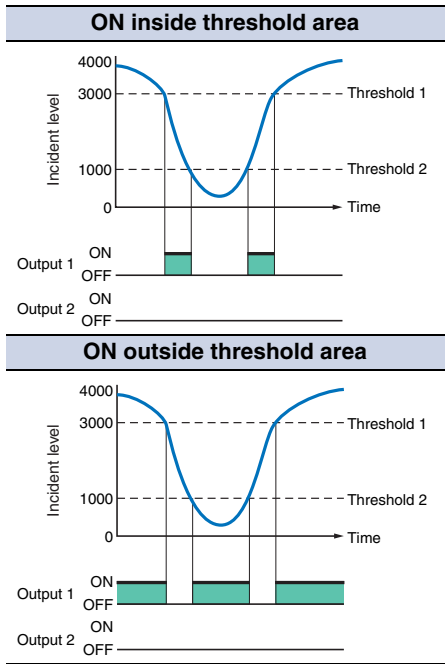 ON inside threshold area
4000
3000
Threshold 1
Incident level
1000
Threshold 2
0
Time
ON
Output 1
OFF
ON
Output 2
OFF
ON outside threshold area
4000
3000
Threshold 1
Incident level
1000
Threshold 2
0
Time
ON
Output 1
OFF
ON
Output 2
OFF